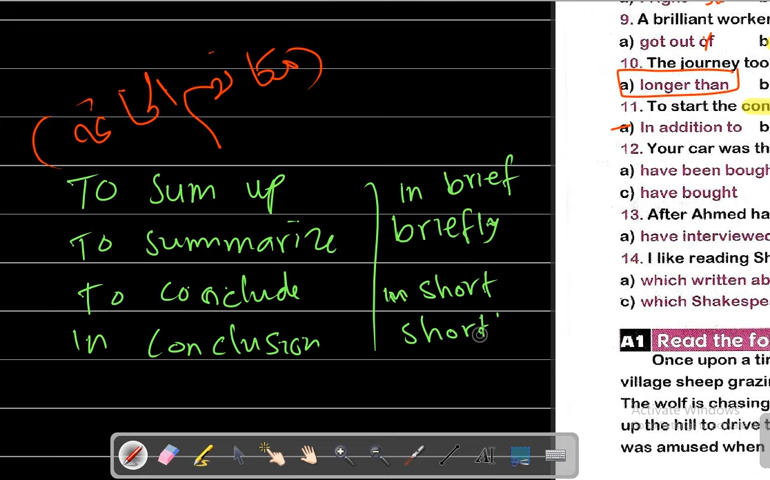 To sum up
To summarize
To conclude
In conclusion
in brief
briefly
in short
short
9. A brilliant worker
a) got out of
10. The journey too
a) longer than
11. To start the con
a) In addition to
12. Your car was th
a) have been bough
c) have bought
13. After Ahmed ha
a) have interviewed
14. I like reading Sh
a) which written ab
c) which Shakespe
A1 Read the fo
Once upon a tir
village sheep grazi
The wolf is chasing
up the hill to drive t
was amused when
Activate Windows
AI